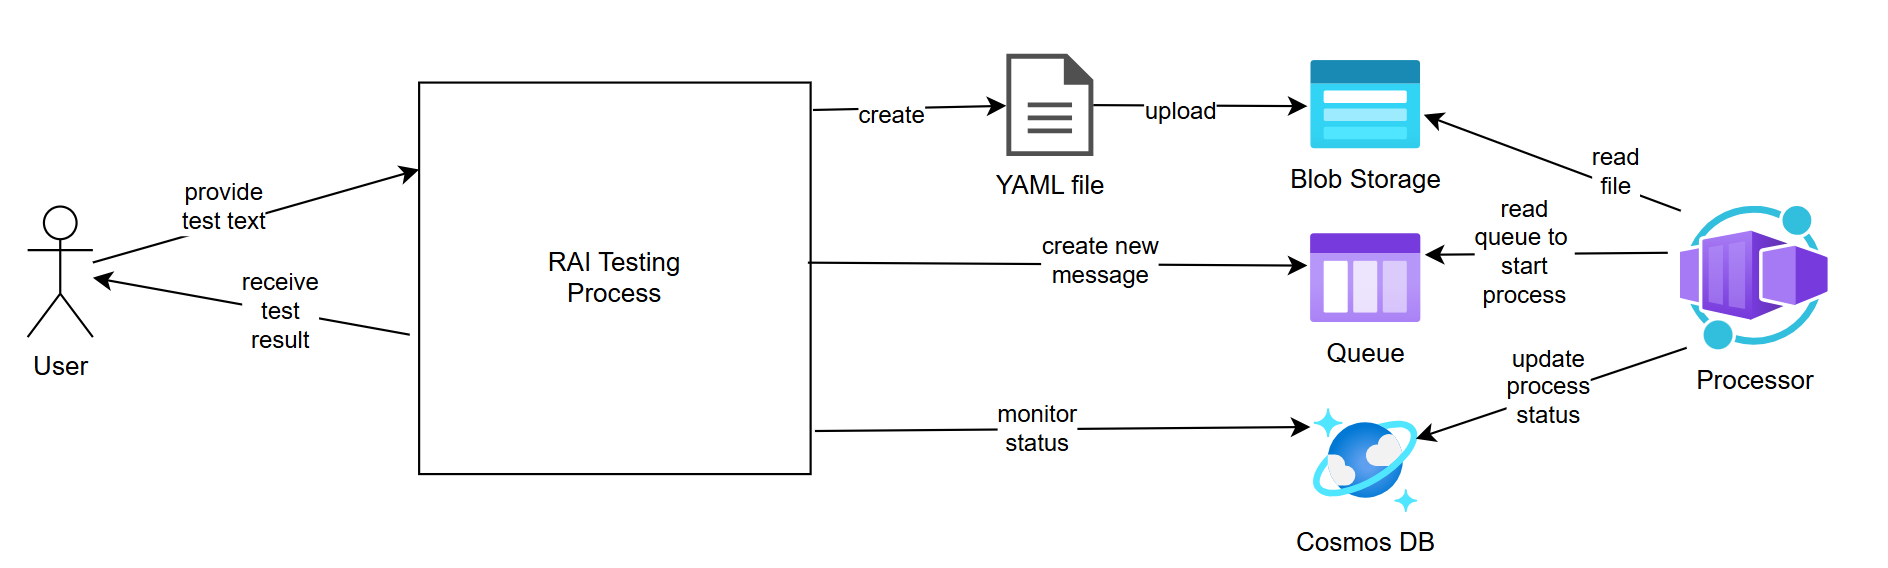 provide
test text
receive
test
result
User
RAI Testing
Process
create
YAML file
upload
Blob Storage
create new
message
Queue
monitor
status
Cosmos DB
read
file
read
queue to
start
process
update
process
status
Processor